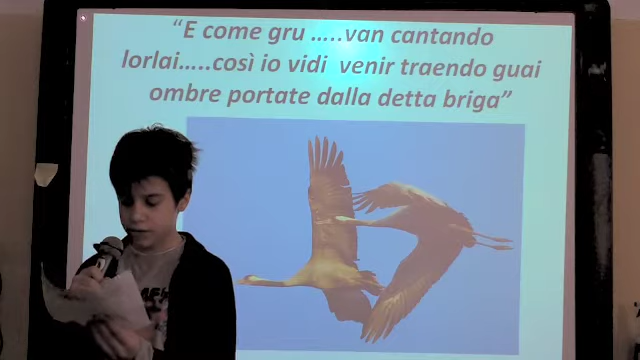 “E come gru …..van cantando
lorlai…..così io vidi venir traendo guai
ombre portate dalla detta briga”